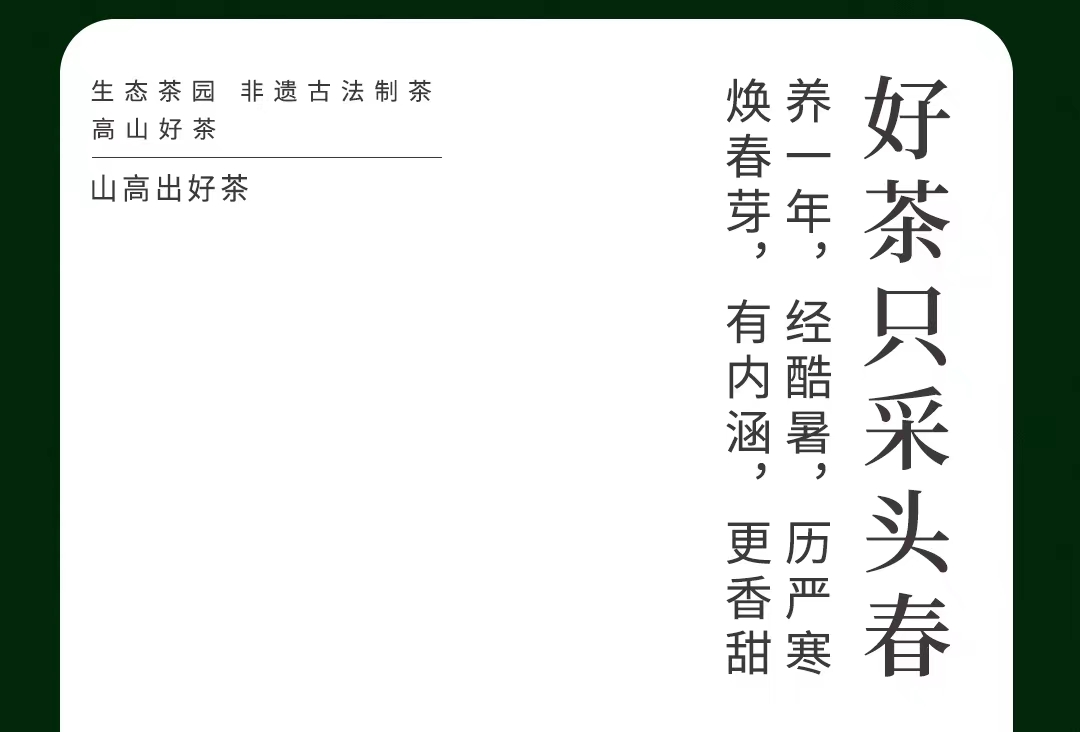 好茶只采头春
养一年，经酷暑，历严寒
焕春芽，有内涵，更香甜
生态茶园 非遗古法制茶
高山好茶
山高出好茶